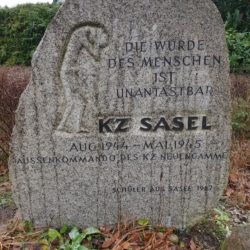 DIE WÜRDE
DES MENSCHEN
IST
UNANTASTBAR
KZ SASEL
AUG 1944 – MAI 1945
AUSSENKOMMANDO DES KZ NEUENGAMME
SCHÜLER AUS SASEL 1982